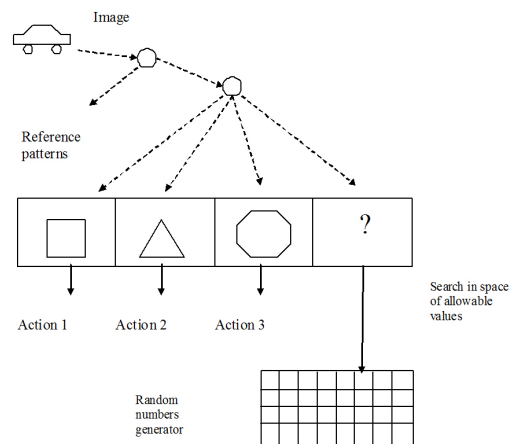 Image
Reference
patterns
?
Search in space
of allowable
values
Action 1
Action 2
Action 3
Random
numbers
generator